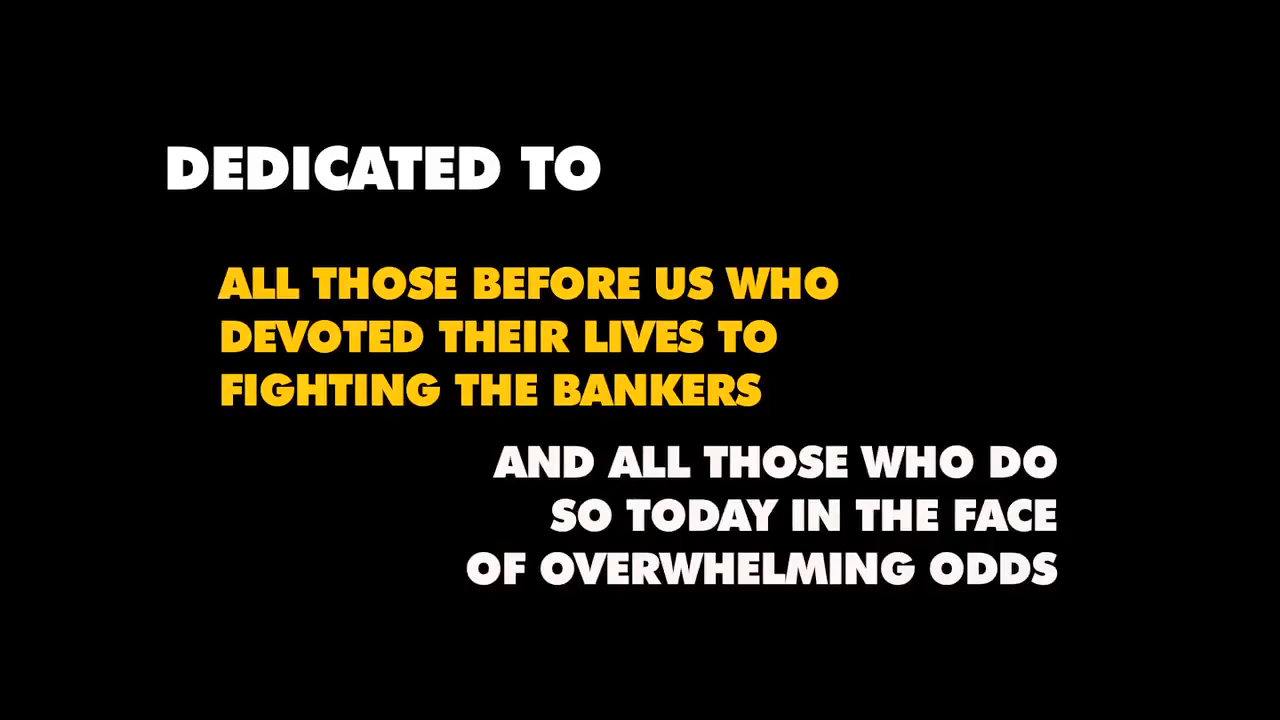 DEDICATED TO
ALL THOSE BEFORE US WHO
DEVOTED THEIR LIVES TO
FIGHTING THE BANKERS
AND ALL THOSE WHO DO
SO TODAY IN THE FACE
OF OVERWHELMING ODDS